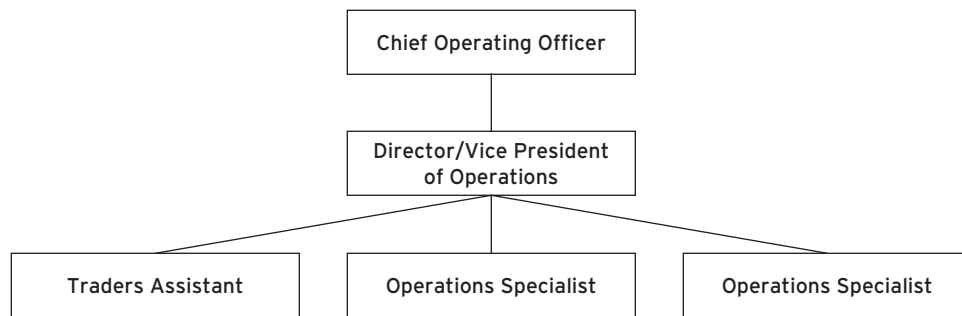 Chief Operating Officer
Director/Vice President
of Operations
Traders Assistant
Operations Specialist
Operations Specialist